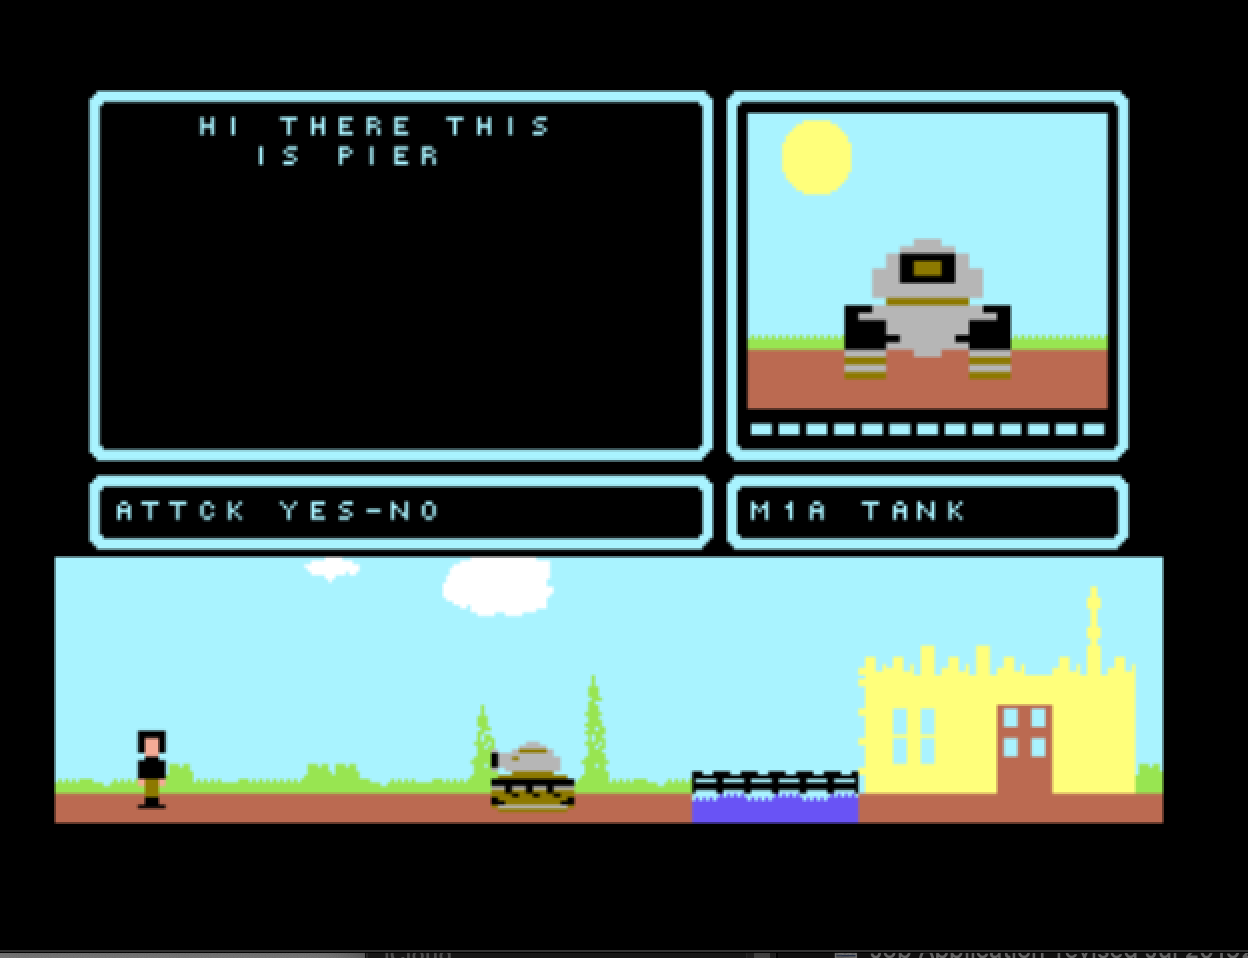 HI THERE THIS
IS PIER
ATTCK YES-NO
M1A TANK